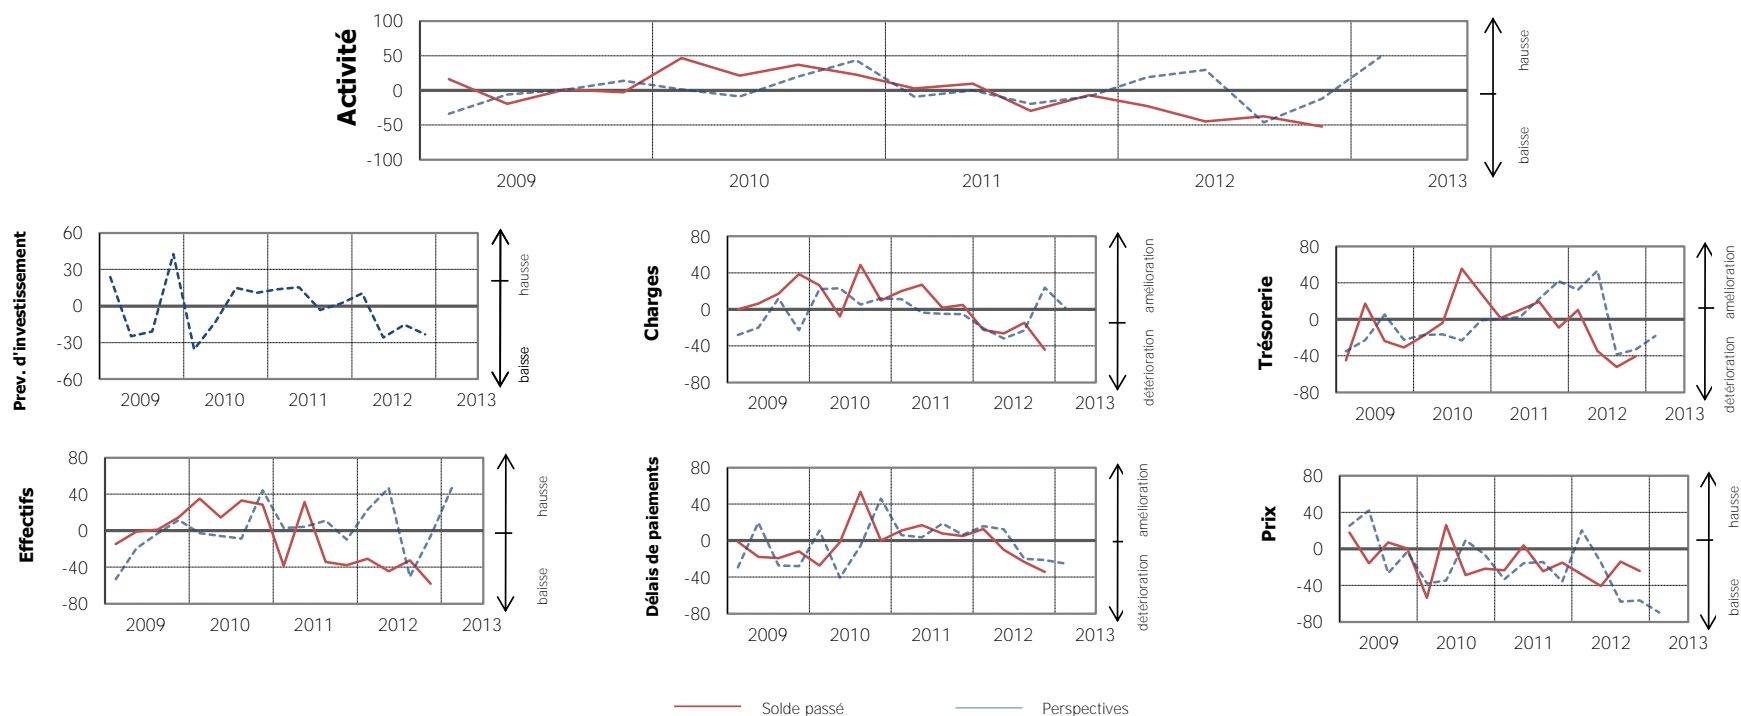 Activité
100
50
0
-50
-100
2009 2010 2011 2012 2013
hausse
baisse
Prev. d'investissement
60
30
0
-30
-60
2009 2010 2011 2012 2013
hausse
baisse
Charges
80
40
0
-40
-80
2009 2010 2011 2012 2013
amélioration
détérioration
Trésorerie
80
40
0
-40
-80
2009 2010 2011 2012 2013
amélioration
détérioration
Effectifs
80
40
0
-40
-80
2009 2010 2011 2012 2013
hausse
baisse
Délais de paiements
80
40
0
-40
-80
2009 2010 2011 2012 2013
amélioration
détérioration
Prix
80
40
0
-40
-80
2009 2010 2011 2012 2013
hausse
baisse
Solde passé Perspectives